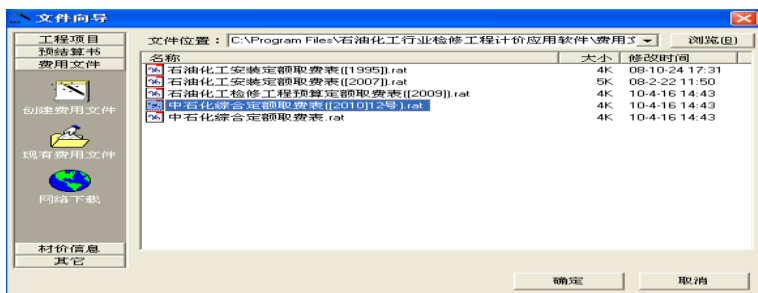 文件向导
工程项目
预结算书
费用文件
创建费用文件
现有费用文件
网络下载
材价信息
其它
文件位置： C:\Program Files\石油化工行业检修工程计价应用软件\费用
浏览(B)
名称 大小 修改时间
石油化工安装定额取费表([1995]).rat 4K 08-10-24 17:31
石油化工安装定额取费表([2007]).rat 5K 08-2-22 11:50
石油化工检修工程预算定额取费表([2009]).rat 4K 10-4-16 14:43
中石化综合定额取费表([2010]12号).rat 4K 10-4-16 14:43
中石化综合定额取费表.rat 4K 10-4-16 14:43
确定 取消